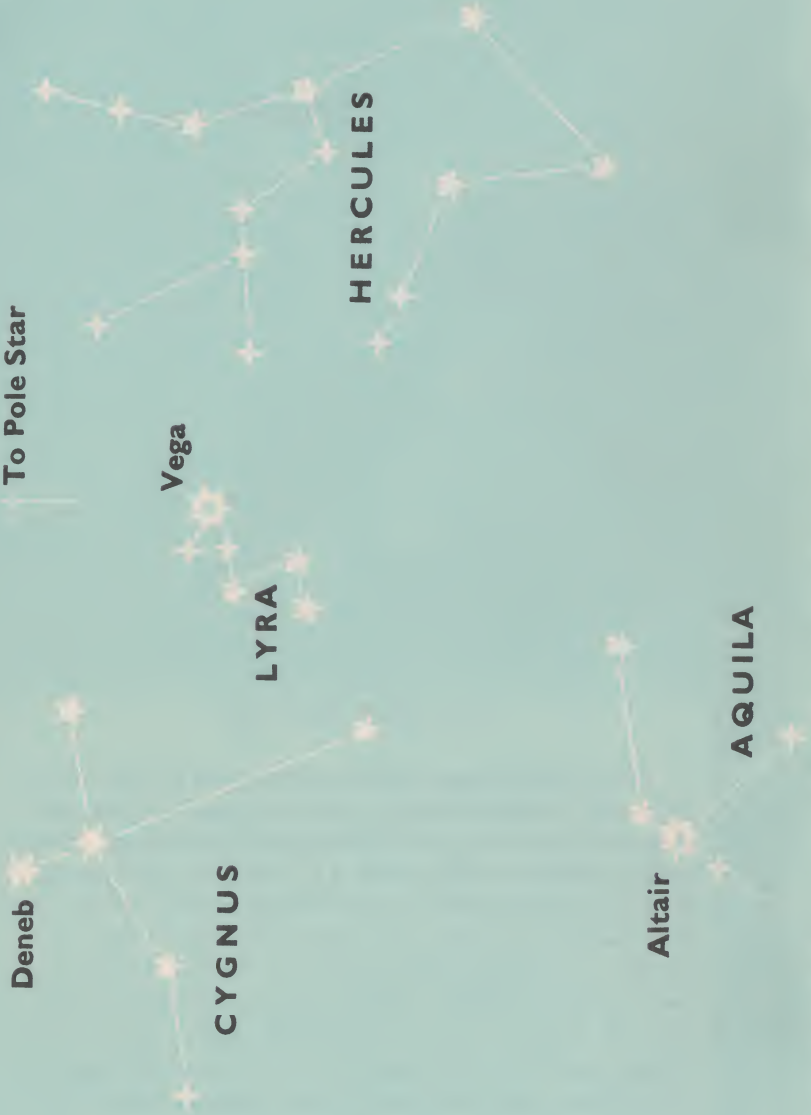 Deneb
To Pole Star
Vega
CYGNUS
LYRA
HERCULES
Altair
AQUILA